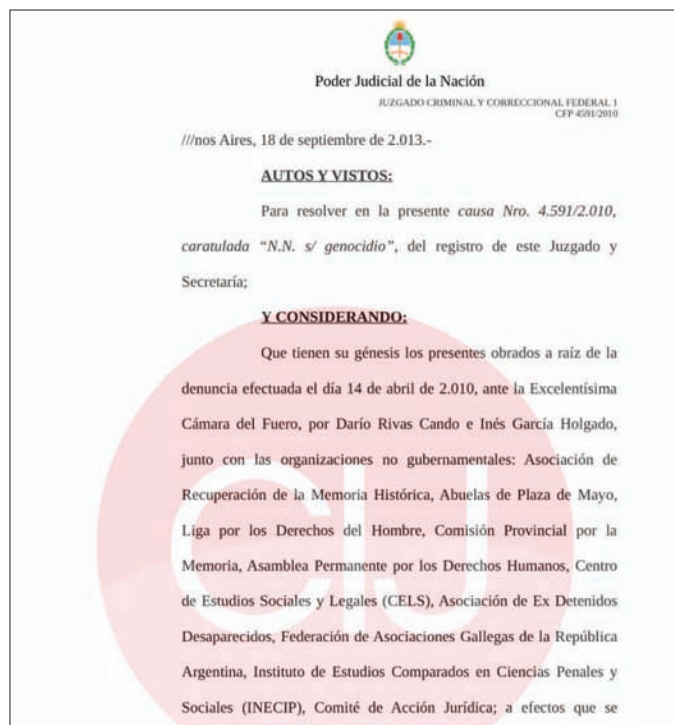 Poder Judicial de la Nación
JUZGADO CRIMINAL Y CORRECCIONAL FEDERAL 1
CFP 4591/2010
///nos Aires, 18 de septiembre de 2.013.-
AUTOS Y VISTOS:
Para resolver en la presente causa Nro. 4.591/2.010,
caratulada “N.N. s/ genocidio”, del registro de este Juzgado y
Secretaría;
Y CONSIDERANDO:
Que tienen su génesis los presentes obrados a raíz de la
denuncia efectuada el día 14 de abril de 2.010, ante la Excelentísima
Cámara del Fuero, por Darío Rivas Cando e Inés García Holgado,
junto con las organizaciones no gubernamentales: Asociación de
Recuperación de la Memoria Histórica, Abuelas de Plaza de Mayo,
Liga por los Derechos del Hombre, Comisión Provincial por la
Memoria, Asamblea Permanente por los Derechos Humanos, Centro
de Estudios Sociales y Legales (CELS), Asociación de Ex Detenidos
Desaparecidos, Federación de Asociaciones Gallegas de la República
Argentina, Instituto de Estudios Comparados en Ciencias Penales y
Sociales (INECIP), Comité de Acción Jurídica; a efectos que se
CIJ